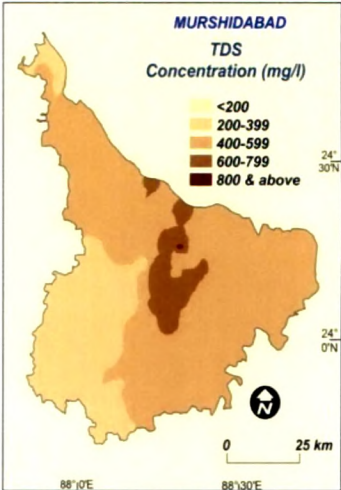 MURSHIDABAD
TDS
Concentration (mg/l)
<200
200-399
400-599
600-799
800 & above
24°
30'N
24°
0'N
N
0 25 km
88°0'E 88°30'E